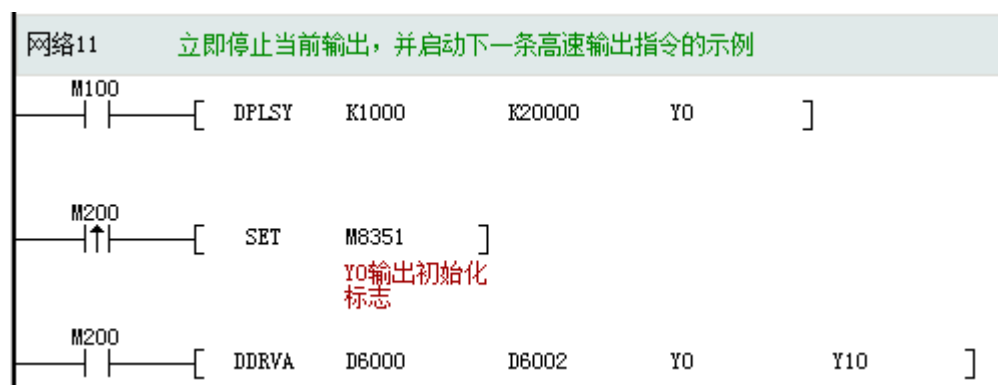 网络11 立即停止当前输出，并启动下一条高速输出指令的示例
M100
DPLSY K1000 K20000 Y0
M200
SET M8351
Y0输出初始化
标志
M200
DDRVA D6000 D6002 Y0 Y10